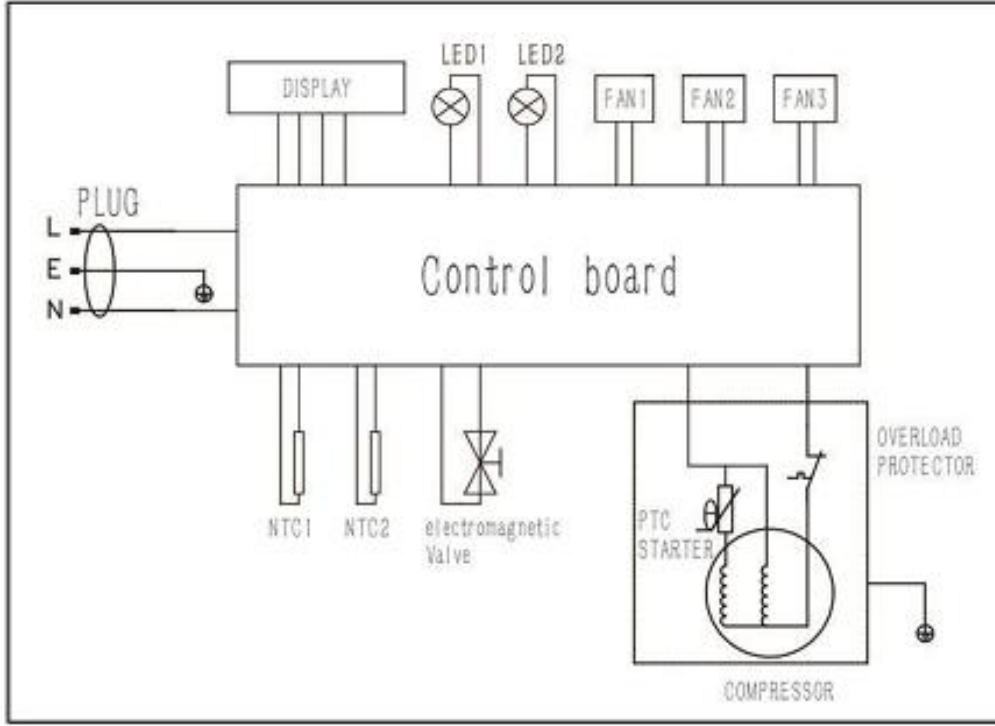 LED1 LED2
DISPLAY
FAN1 FAN2 FAN3
PLUG
L
E
N
Control board
OVERLOAD
PROTECTOR
NTC1 NTC2
electromagnetic
Valve
PTC
STARTER
COMPRESSOR